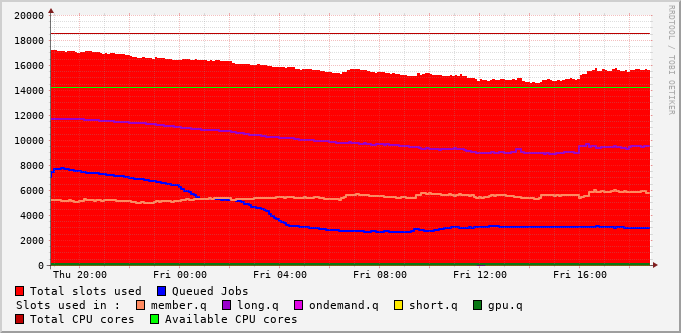 20000
18000
16000
14000
12000
10000
8000
6000
4000
2000
0
Thu 20:00 Fri 00:00 Fri 04:00 Fri 08:00 Fri 12:00 Fri 16:00
RRDTOOL / TOBI OETIKER
Total slots used Queued Jobs
Slots used in : member.q long.q ondemand.q short.q gpu.q
Total CPU cores Available CPU cores